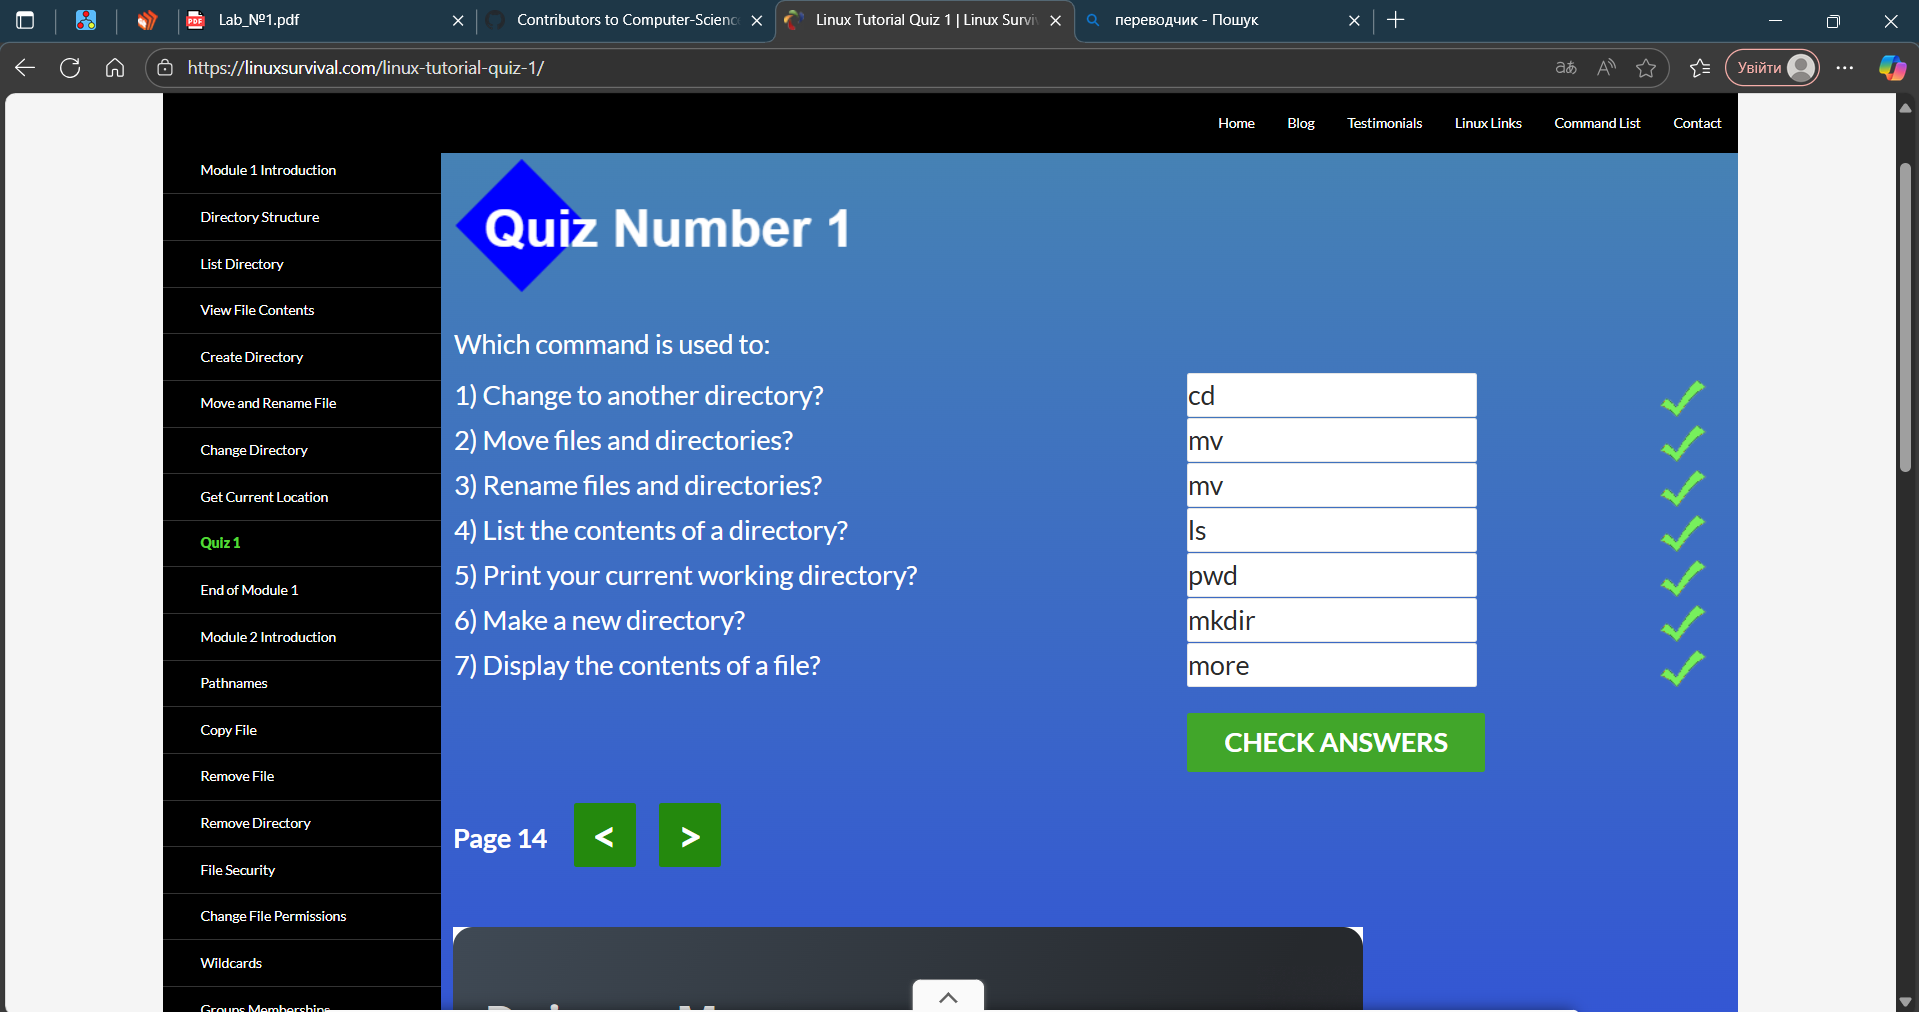 Lab_№1.pdf
Contributors to Computer-Scienc
Linux Tutorial Quiz 1 | Linux Surviv
переводчик - Пошук
https://linuxsurvival.com/linux-tutorial-quiz-1/
Увійти
Home
Blog
Testimonials
Linux Links
Command List
Contact
Module 1 Introduction
Directory Structure
List Directory
View File Contents
Create Directory
Move and Rename File
Change Directory
Get Current Location
Quiz 1
End of Module 1
Module 2 Introduction
Pathnames
Copy File
Remove File
Remove Directory
File Security
Change File Permissions
Wildcards
Groups Memberships
Quiz Number 1
Which command is used to:
1) Change to another directory? cd
2) Move files and directories? mv
3) Rename files and directories? mv
4) List the contents of a directory? ls
5) Print your current working directory? pwd
6) Make a new directory? mkdir
7) Display the contents of a file? more
CHECK ANSWERS
Page 14 < >